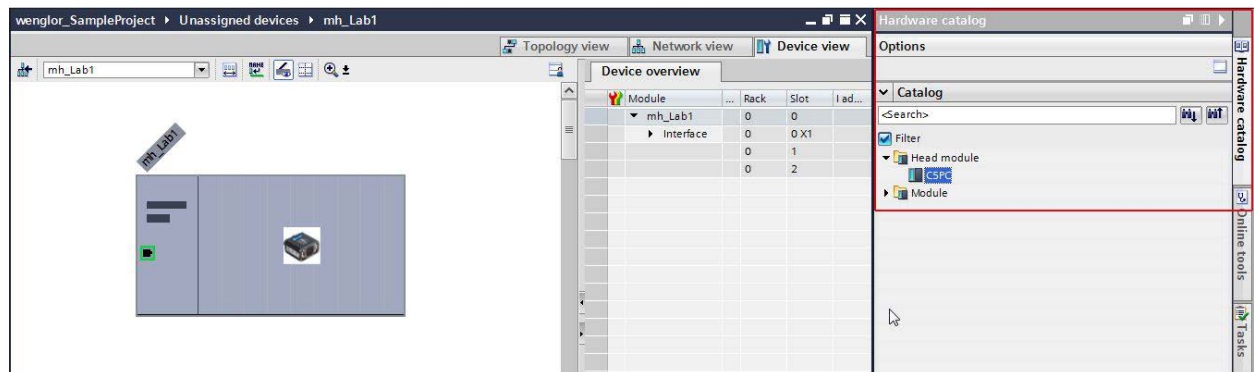 wenglor_SampleProject ▸ Unassigned devices ▸ mh_Lab1
Hardware catalog
Topology view
Network view
Device view
Options
mh_Lab1
Device overview
Module ... Rack Slot I ad...
mh_Lab1 0 0
Interface 0 0 X1
0 1
0 2
mh_Lab1
Catalog
<Search>
Filter
Head module
C5PC
Module
Hardware catalog
Online tools
Tasks